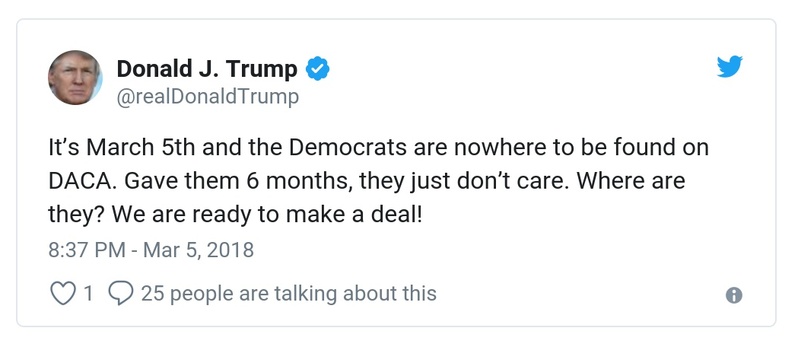 Donald J. Trump
@realDonaldTrump
It’s March 5th and the Democrats are nowhere to be found on
DACA. Gave them 6 months, they just don’t care. Where are
they? We are ready to make a deal!
8:37 PM - Mar 5, 2018
1 25 people are talking about this